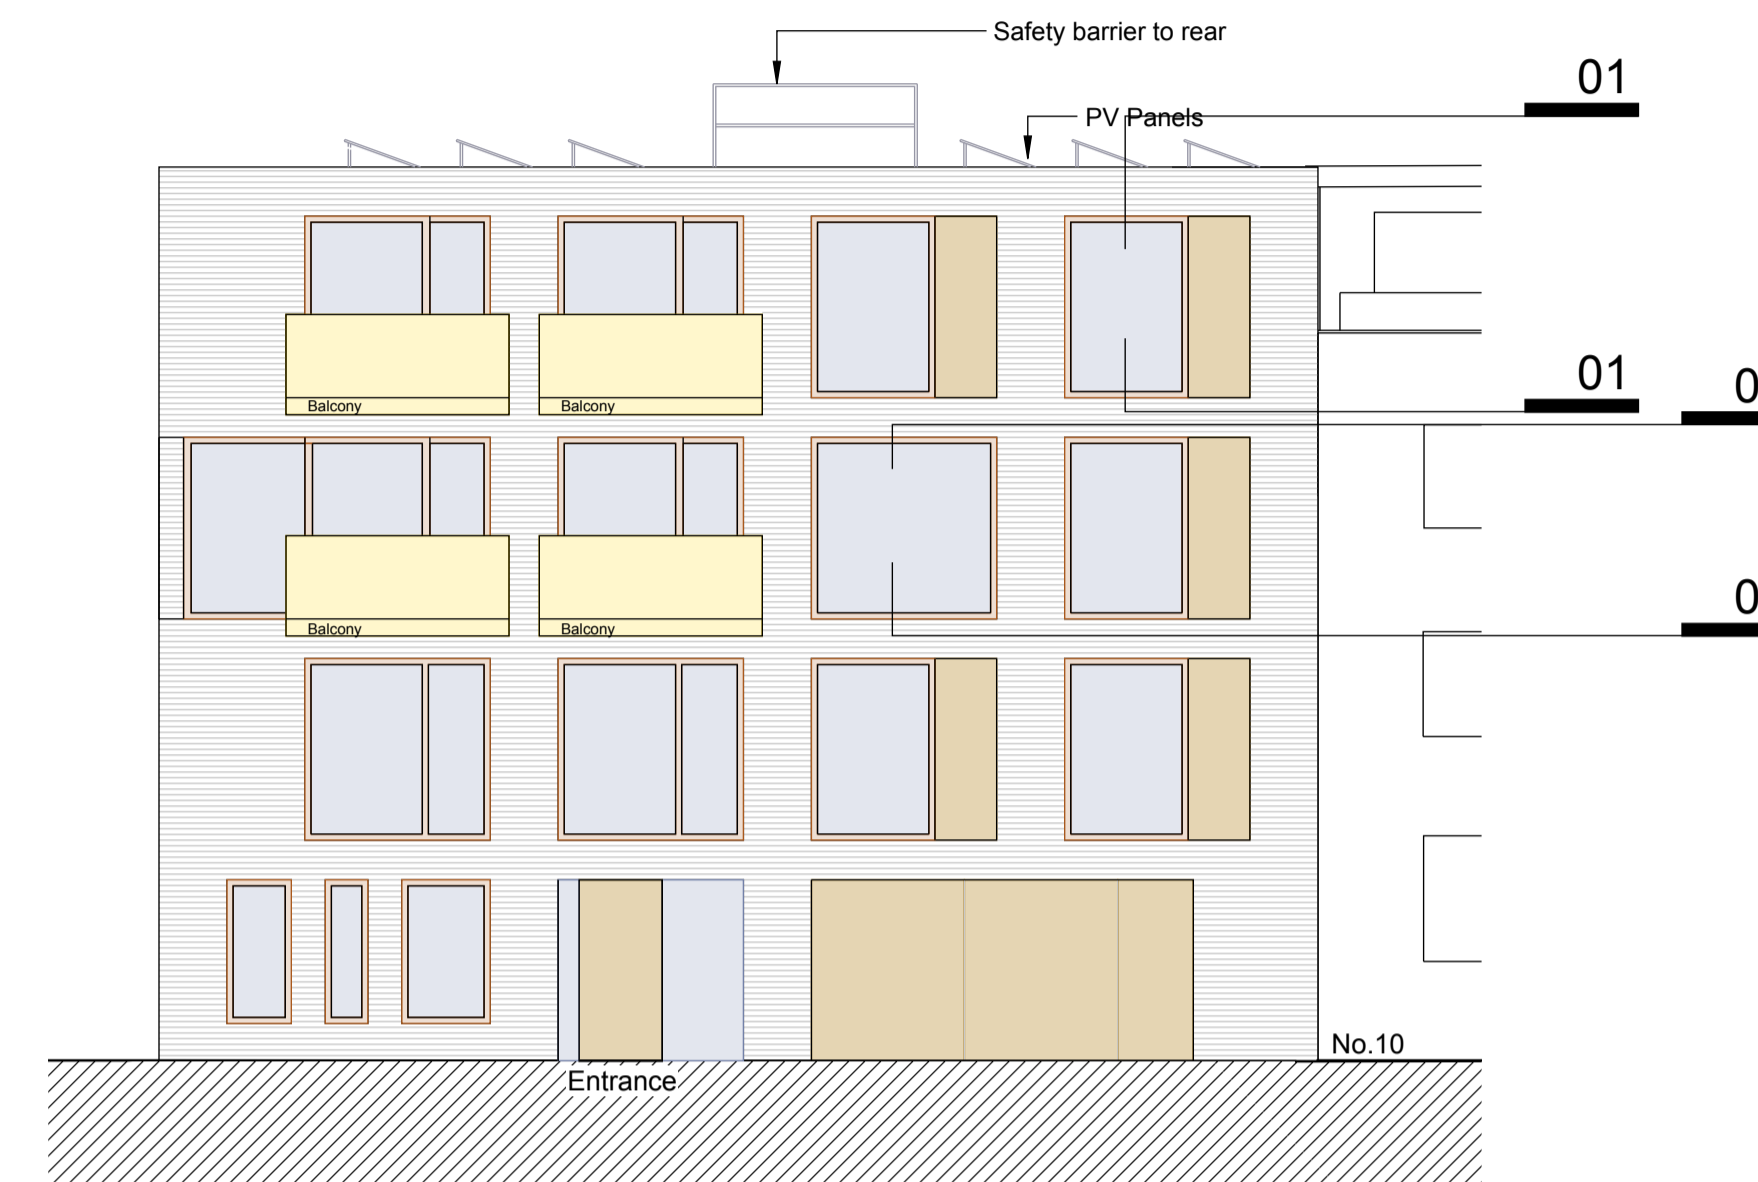 Safety barrier to rear
01
PV Panels
01
0
Balcony
Balcony
0
Balcony
Balcony
No.10
Entrance